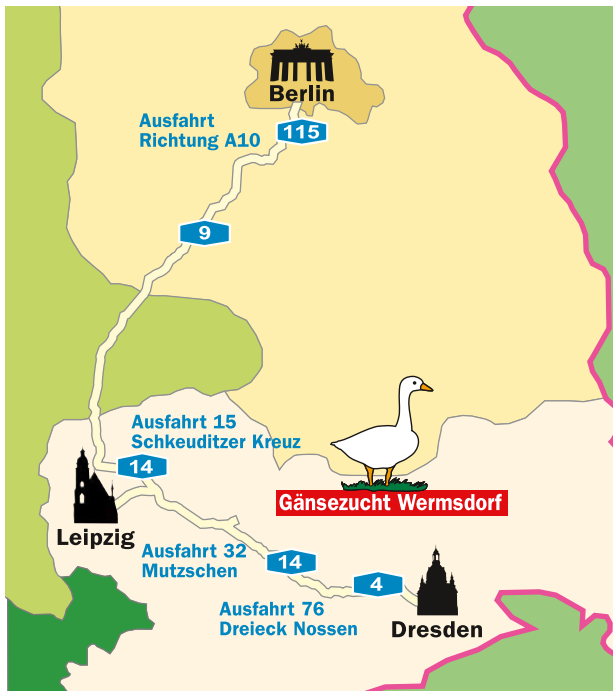 Berlin
Ausfahrt
Richtung A10
115
9
Ausfahrt 15
Schkeuditzer Kreuz
14
Gänsezucht Wermsdorf
Leipzig
Ausfahrt 32
Mutzschen
14
4
Ausfahrt 76
Dreieck Nossen
Dresden